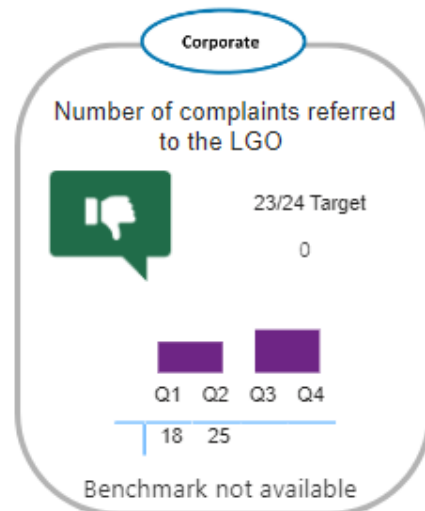 Corporate
Number of complaints referred
to the LGO
23/24 Target
0
Q1 Q2 Q3 Q4
18 25
Benchmark not available